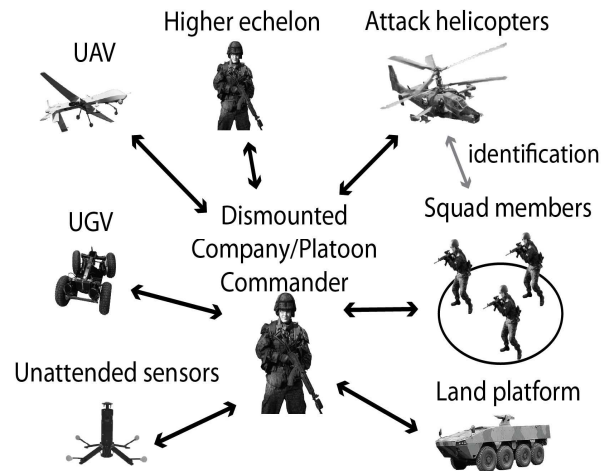 Higher echelon
Attack helicopters
UAV
identification
Squad members
Dismounted
Company/Platoon
Commander
UGV
Unattended sensors
Land platform